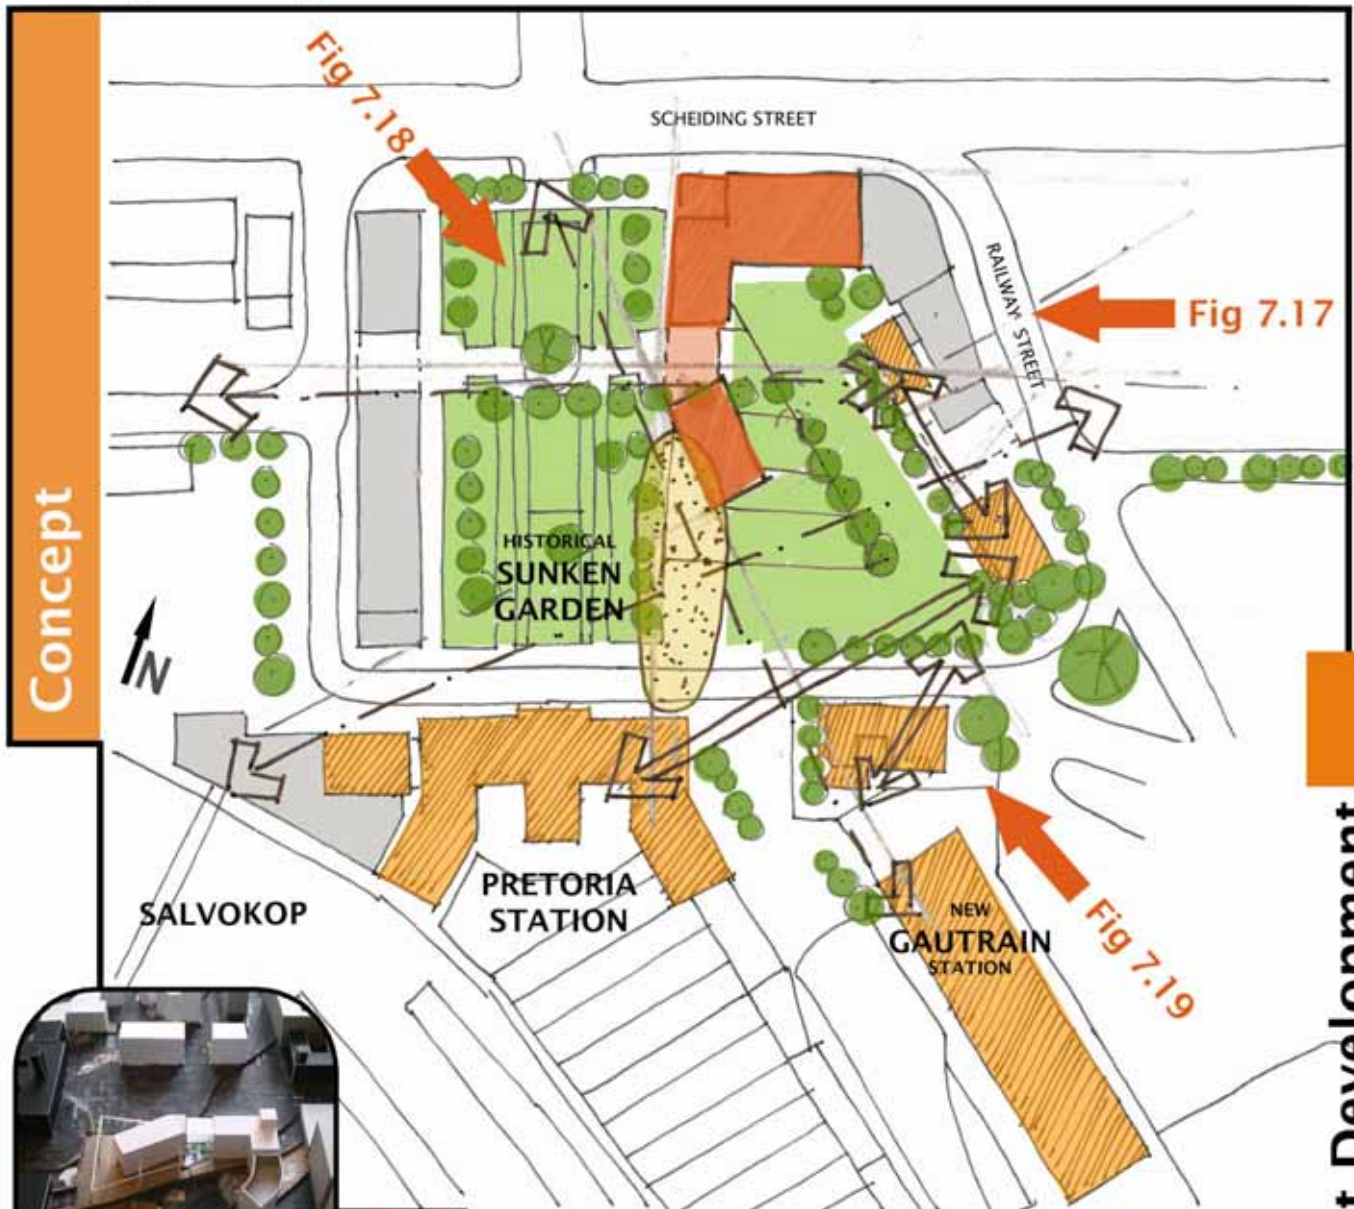 Concept
Fig 7.18
SCHEIDING STREET
RAILWAY STREET
Fig 7.17
HISTORICAL
SUNKEN
GARDEN
N
SALVOKOP
PRETORIA
STATION
NEW
GAUTRAIN
STATION
Fig 7.19
t Development